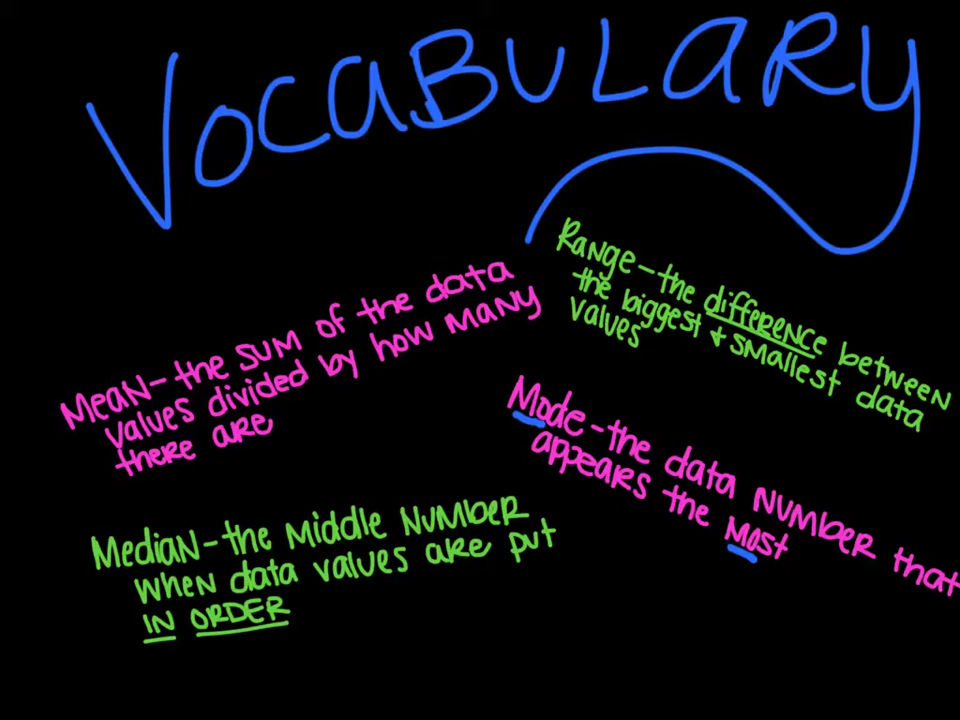 VOCABULARY
Mean - the sum of the data
values divided by how many
there are
Range - the difference between
the biggest + smallest data
values
Mode - the data number that
appears the most
Median - the middle number
when data values are put
IN ORDER